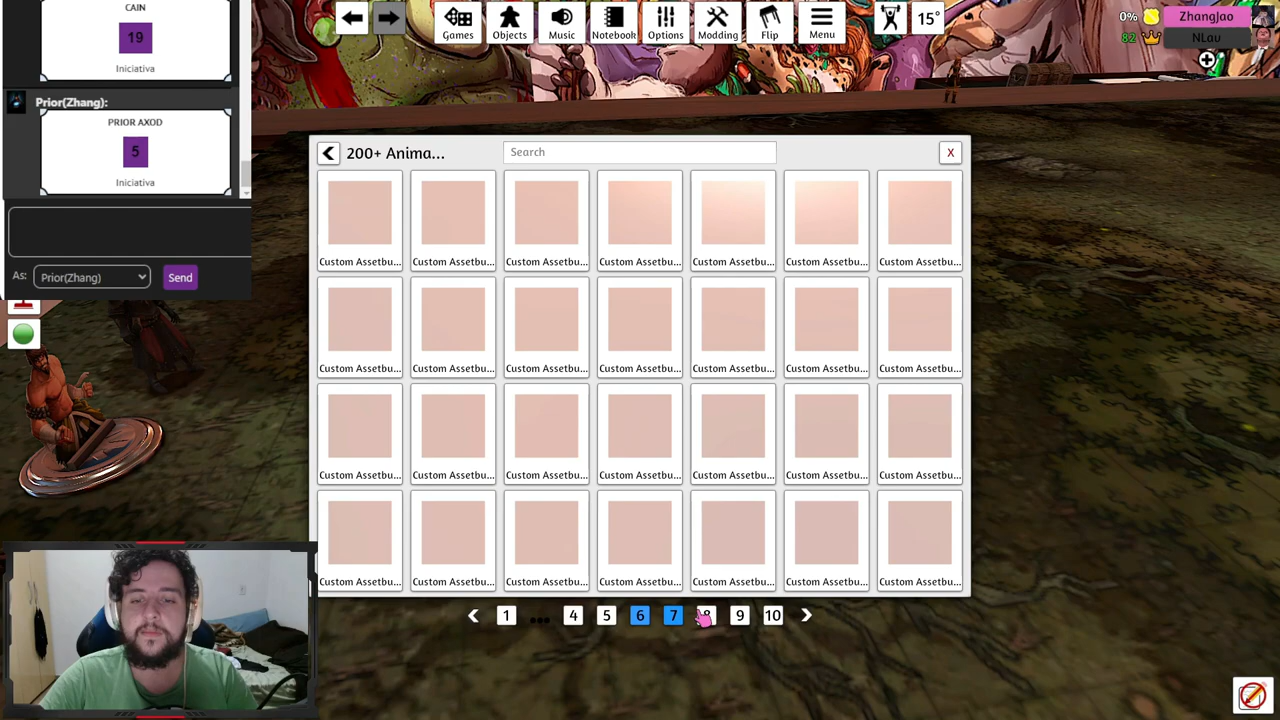 CAIN
19
Iniciativa
Prior(Zhang):
PRIOR AXOD
5
Iniciativa
As: Prior(Zhang) Send
Games Objects Music Notebook Options Modding Flip Menu 15°
0% ZhangJao
82 NLau
200+ Anima... Search X
Custom Assetbu... Custom Assetbu... Custom Assetbu... Custom Assetbu... Custom Assetbu... Custom Assetbu... Custom Assetbu...
Custom Assetbu... Custom Assetbu... Custom Assetbu... Custom Assetbu... Custom Assetbu... Custom Assetbu... Custom Assetbu...
Custom Assetbu... Custom Assetbu... Custom Assetbu... Custom Assetbu... Custom Assetbu... Custom Assetbu... Custom Assetbu...
Custom Assetbu... Custom Assetbu... Custom Assetbu... Custom Assetbu... Custom Assetbu... Custom Assetbu... Custom Assetbu...
1 ... 4 5 6 7 8 9 10